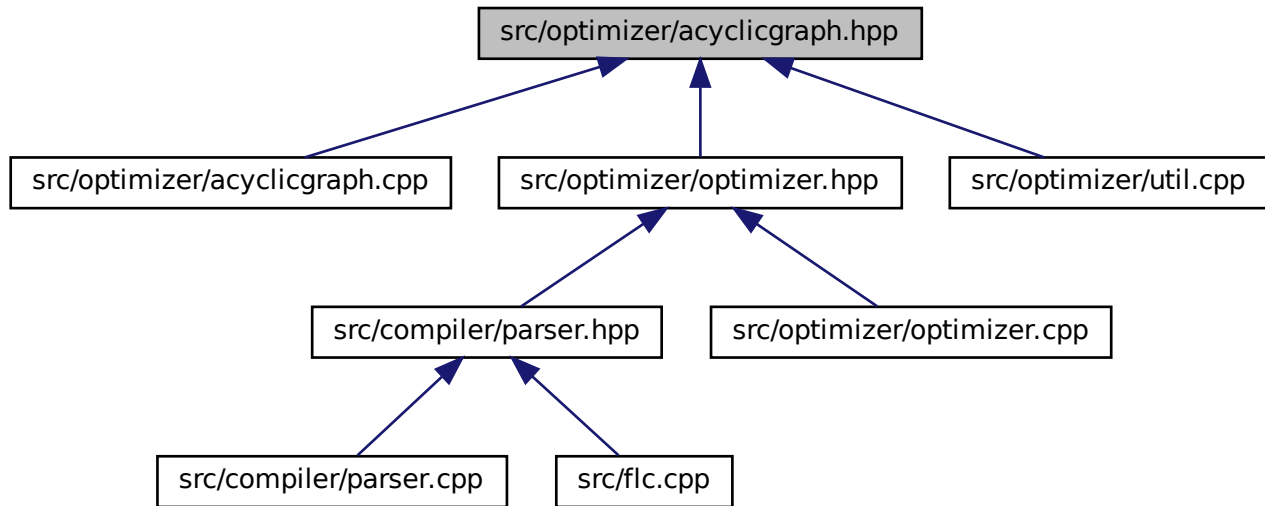 src/optimizer/acyclicgraph.hpp
src/optimizer/acyclicgraph.cpp
src/optimizer/optimizer.hpp
src/optimizer/util.cpp
src/compiler/parser.hpp
src/optimizer/optimizer.cpp
src/compiler/parser.cpp
src/flc.cpp